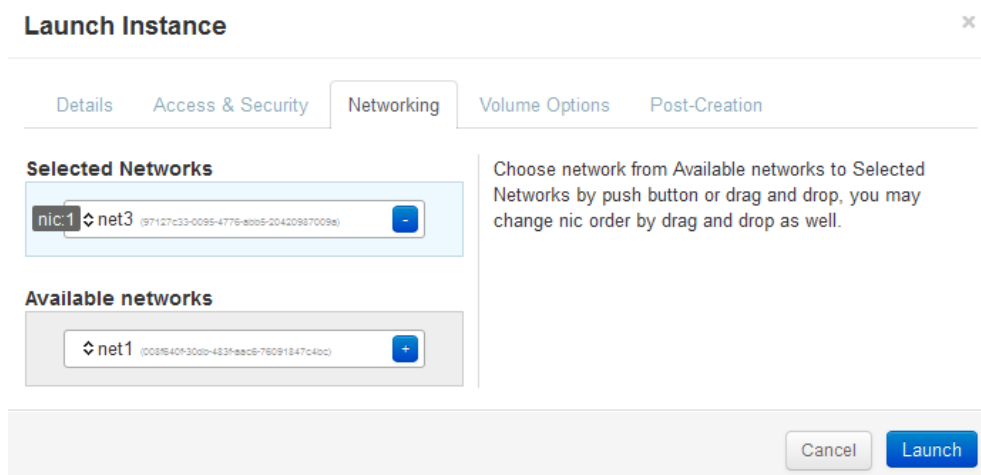 Launch Instance
×
Details Access & Security Networking Volume Options Post-Creation
Selected Networks
nic:1 net3 (97127c33-0095-4776-abb5-20420987009a) -
Available networks
net1 (008f640f-30db-483f-aac6-76091847c4bc) +
Choose network from Available networks to Selected
Networks by push button or drag and drop, you may
change nic order by drag and drop as well.
Cancel Launch